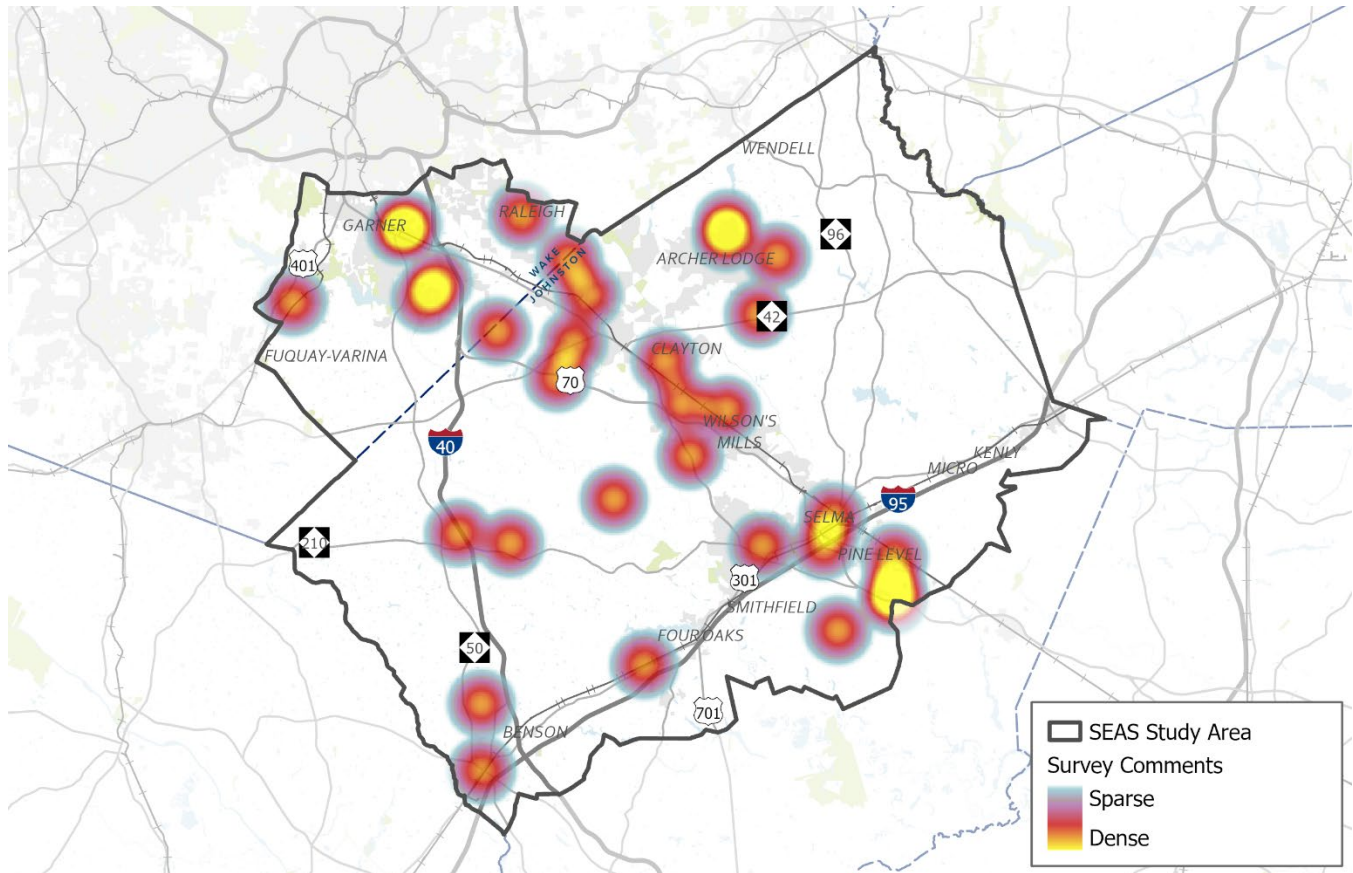 WENDELL
RALEIGH
GARNER
96
401
WAKE
JOHNSTON
ARCHER LODGE
42
FUQUAY-VARINA
CLAYTON
70
WILSON'S
MILLS
40
KENLY
MICRO
95
SELMA
210
PINE LEVEL
301
SMITHFIELD
FOUR OAKS
50
701
BENSON
SEAS Study Area
Survey Comments
Sparse
Dense